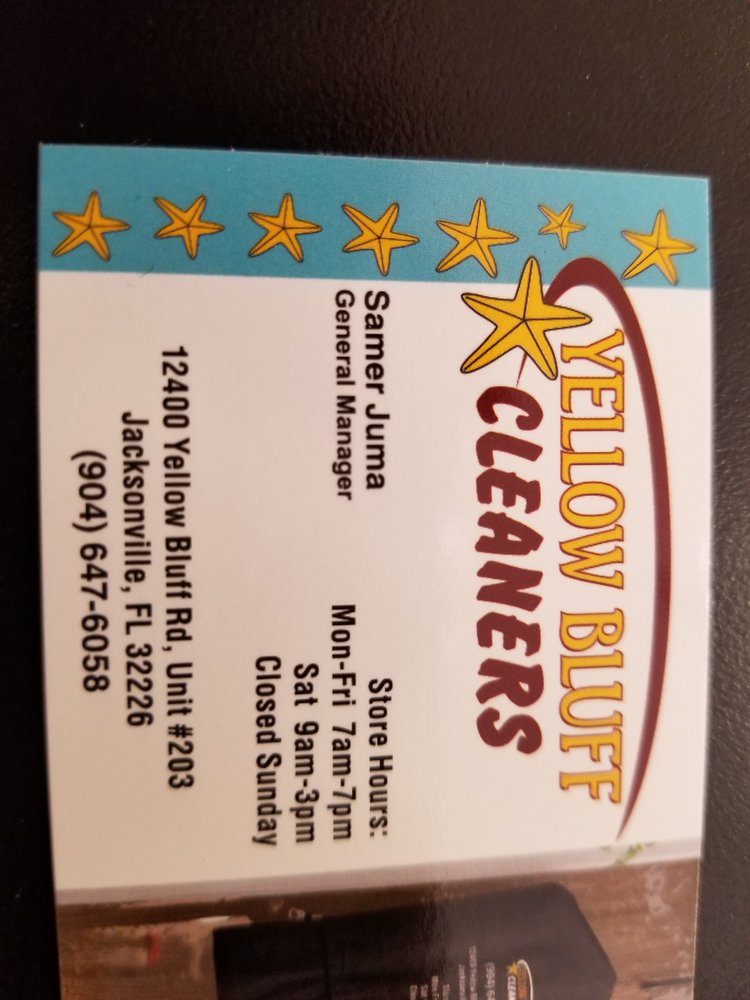 YELLOW BLUFF
CLEANERS
Samer Juma
General Manager
Store Hours:
Mon-Fri 7am-7pm
Sat 9am-3pm
Closed Sunday
12400 Yellow Bluff Rd, Unit #203
Jacksonville, FL 32226
(904) 647-6058